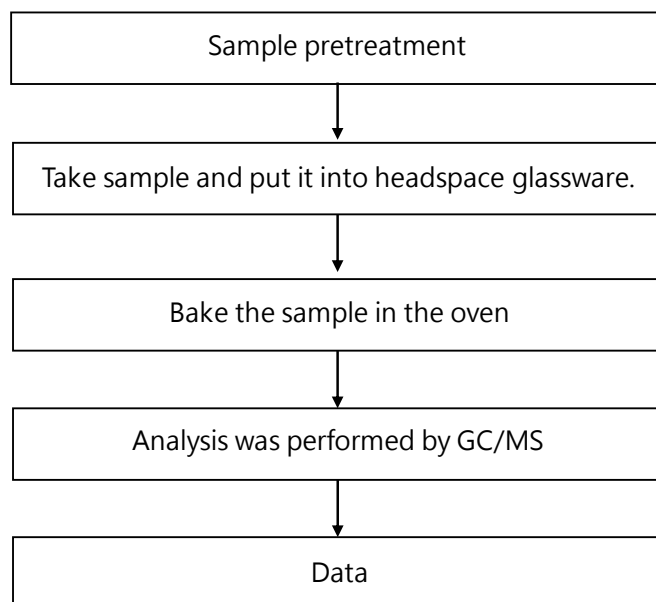 Sample pretreatment
Take sample and put it into headspace glassware.
Bake the sample in the oven
Analysis was performed by GC/MS
Data